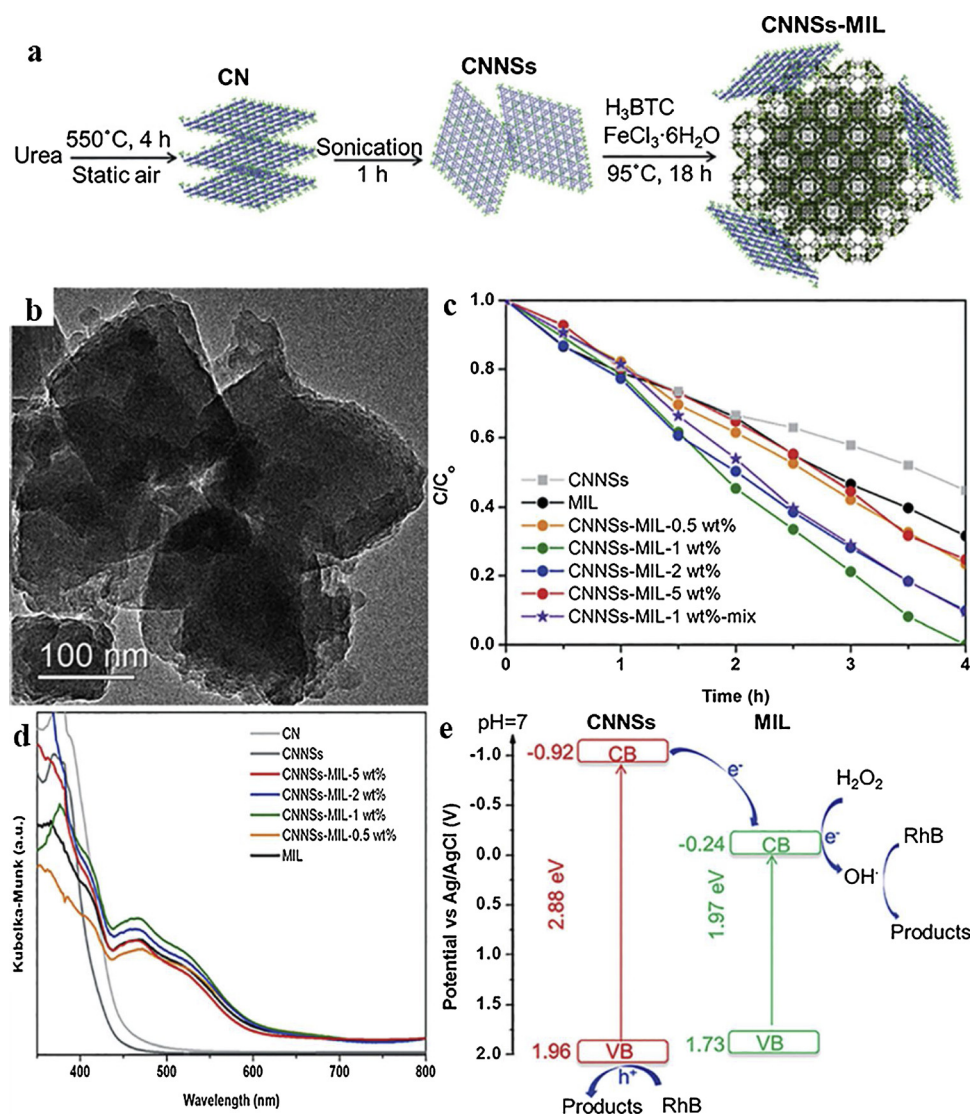 a
CN
CNNSs
CNNSs-MIL
Urea
550°C, 4 h
Static air
Sonication
1 h
H₃BTC
FeCl₃·6H₂O
95°C, 18 h
b
100 nm
c
1.0
0.8
0.6
0.4
0.2
0.0
C/Cₒ
CNNSs
MIL
CNNSs-MIL-0.5 wt%
CNNSs-MIL-1 wt%
CNNSs-MIL-2 wt%
CNNSs-MIL-5 wt%
CNNSs-MIL-1 wt%-mix
0 1 2 3 4
Time (h)
d
Kubolka-Munk (a.u.)
CN
CNNSs
CNNSs-MIL-5 wt%
CNNSs-MIL-2 wt%
CNNSs-MIL-1 wt%
CNNSs-MIL-0.5 wt%
MIL
400 500 600 700 800
Wavelength (nm)
e
pH=7
CNNSs
MIL
Potential vs Ag/AgCl (V)
-1.0
-0.5
0.0
0.5
1.0
1.5
2.0
-0.92
CB
e⁻
2.88 eV
1.96
VB
h⁺
Products
RhB
-0.24
CB
e⁻
1.97 eV
1.73
VB
H₂O₂
OH·
RhB
Products